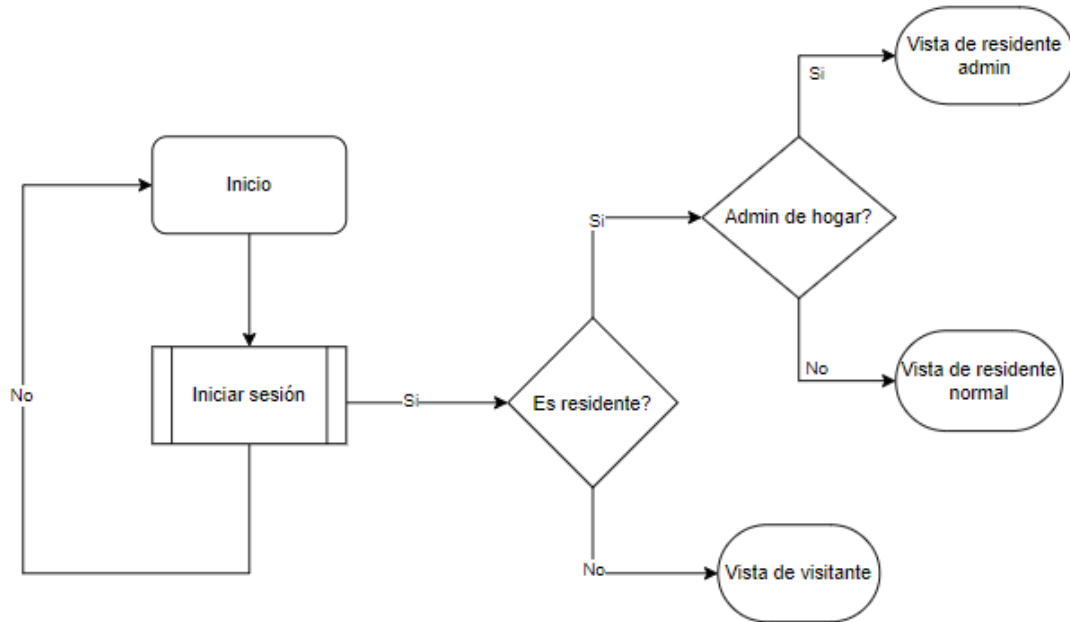 Vista de residente
admin
Si
Inicio
Si
Admin de hogar?
No
Iniciar sesión
Si
Es residente?
No
Vista de residente
normal
No
Vista de visitante